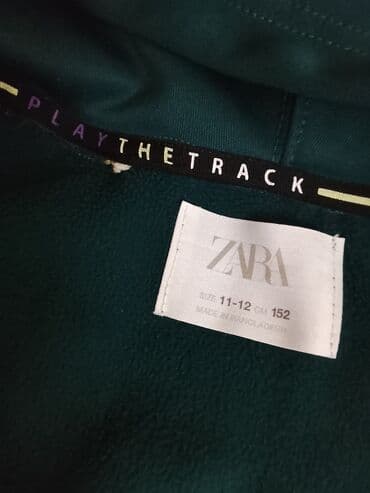 PLAYTHETRACK
ZARA
SIZE 11-12 CM 152
MADE IN BANGLADESH